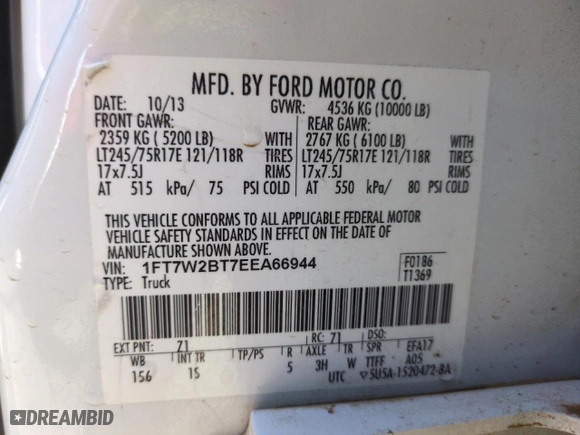 MFD. BY FORD MOTOR CO.
DATE: 10/13 GVWR: 4536 KG (10000 LB)
FRONT GAWR: REAR GAWR:
2359 KG ( 5200 LB) WITH 2767 KG ( 6100 LB) WITH
LT245/75R17E 121/118R TIRES LT245/75R17E 121/118R TIRES
17x7.5J RIMS 17x7.5J RIMS
AT 515 kPa/ 75 PSI COLD AT 550 kPa/ 80 PSI COLD
THIS VEHICLE CONFORMS TO ALL APPLICABLE FEDERAL MOTOR
VEHICLE SAFETY STANDARDS IN EFFECT ON THE DATE OF
MANUFACTURE SHOWN ABOVE.
VIN: 1FT7W2BT7EEA66944 F0186
TYPE: Truck T1369
EXT PNT: Z1 RC: 71 DSO:
WB INT TR TP/PS R AXLE TR SPR EFA17
156 1S 5 3H W TTFF A05
UTC ▽5U5A-1520472-BA
DREAMBID